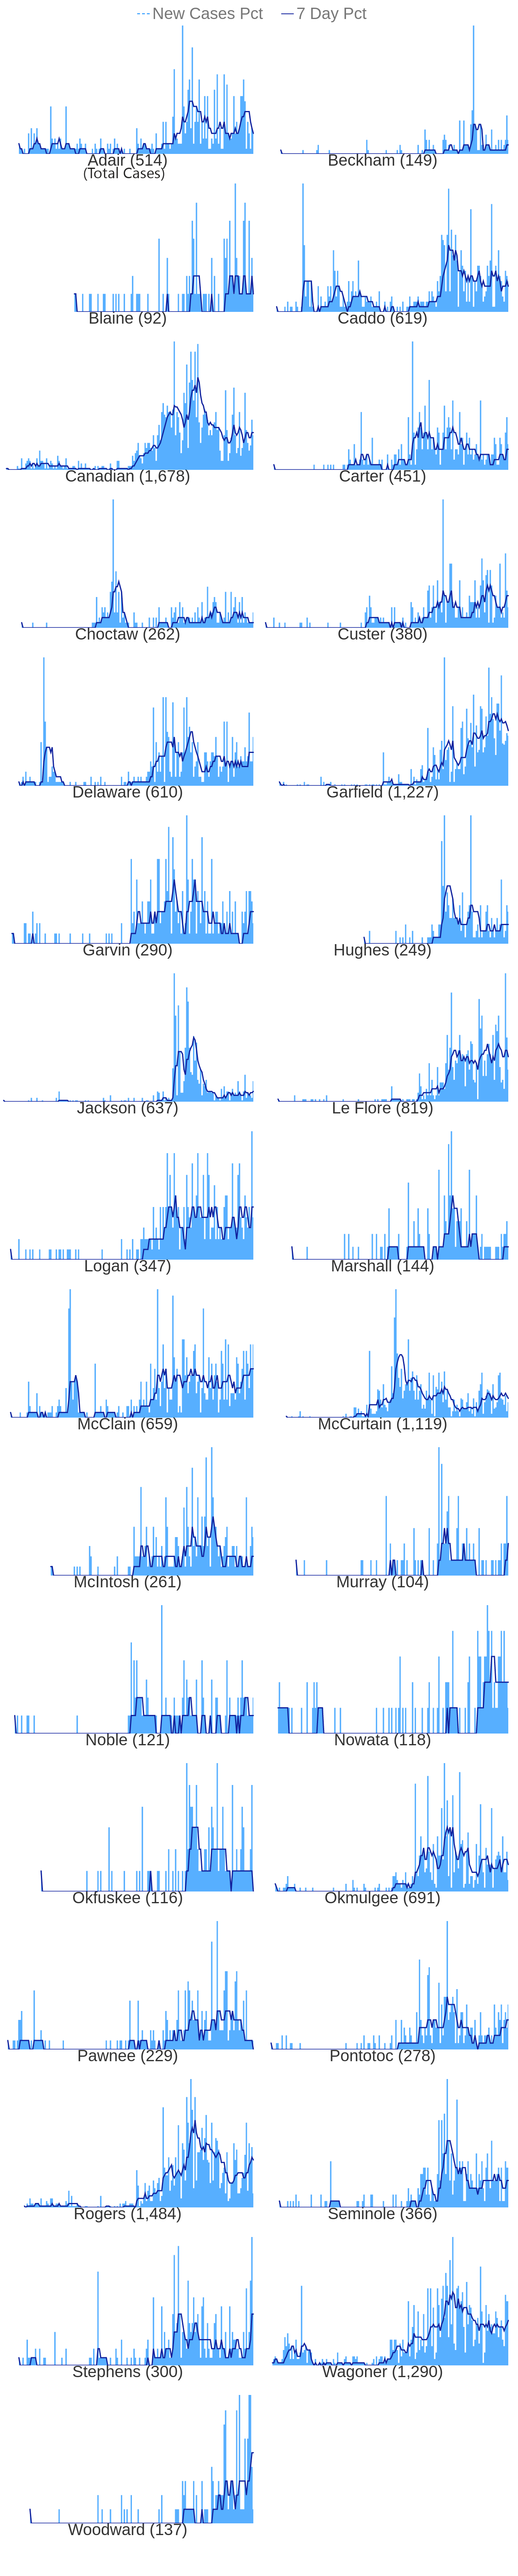 New Cases Pct 7 Day Pct
Adair (514) Beckham (149)
(Total Cases)
Blaine (92) Caddo (619)
Canadian (1,678) Carter (451)
Choctaw (262) Custer (380)
Delaware (610) Garfield (1,227)
Garvin (290) Hughes (249)
Jackson (637) Le Flore (819)
Logan (347) Marshall (144)
McClain (659) McCurtain (1,119)
McIntosh (261) Murray (104)
Noble (121) Nowata (118)
Okfuskee (116) Okmulgee (691)
Pawnee (229) Pontotoc (278)
Rogers (1,484) Seminole (366)
Stephens (300) Wagoner (1,290)
Woodward (137)